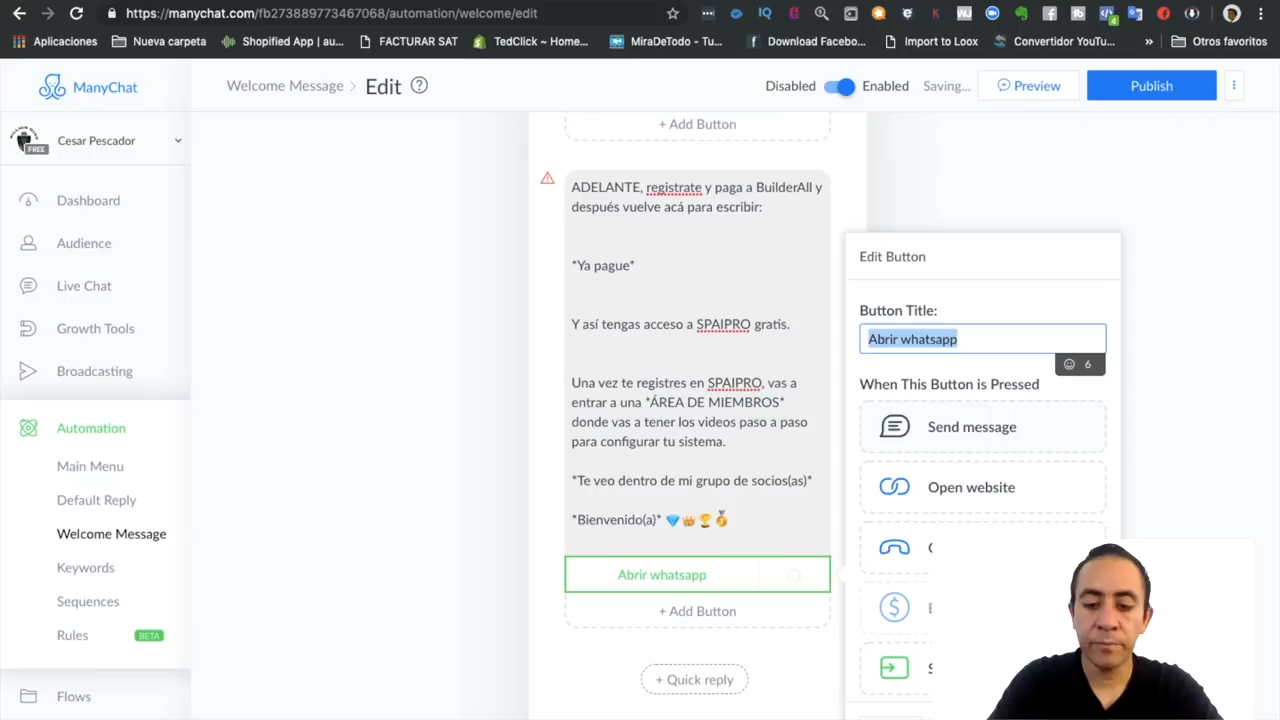 https://manychat.com/fb273889773467068/automation/welcome/edit
Aplicaciones
Nueva carpeta
Shopified App | au...
FACTURAR SAT
TedClick ~ Home...
MiraDeTodo - Tu...
Download Facebo...
Import to Loox
Convertidor YouTu...
»
Otros favoritos
ManyChat
Welcome Message > Edit ?
Disabled
Enabled
Saving...
Preview
Publish
FREE
Cesar Pescador
Dashboard
Audience
Live Chat
Growth Tools
Broadcasting
Automation
Main Menu
Default Reply
Welcome Message
Keywords
Sequences
Rules
BETA
Flows
+ Add Button
ADELANTE, registrate y paga a BuilderAll y
después vuelve acá para escribir:
*Ya pague*
Y así tengas acceso a SPAIPRO gratis.
Una vez te registres en SPAIPRO, vas a
entrar a una *ÁREA DE MIEMBROS*
donde vas a tener los videos paso a paso
para configurar tu sistema.
*Te veo dentro de mi grupo de socios(as)*
*Bienvenido(a)* 💎👑🏆🥇
Abrir whatsapp
+ Add Button
+ Quick reply
Edit Button
Button Title:
Abrir whatsapp
6
When This Button is Pressed
Send message
Open website